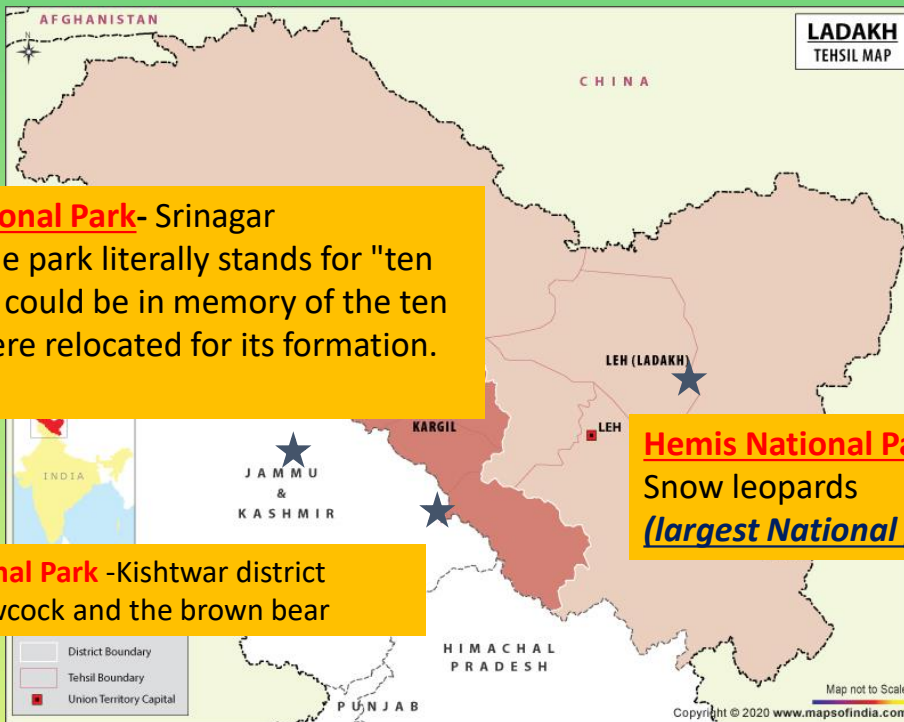 AFGHANISTAN
N
LADAKH
TEHSIL MAP
CHINA
onal Park- Srinagar
e park literally stands for "ten
could be in memory of the ten
ere relocated for its formation.
LEH (LADAKH)
KARGIL
LEH
INDIA
JAMMU
&
KASHMIR
Hemis National Pa
Snow leopards
(largest National
nal Park -Kishtwar district
cock and the brown bear
District Boundary
Tehsil Boundary
Union Territory Capital
HIMACHAL
PRADESH
PUNJAB
Map not to Scale
Copyright © 2020 www.mapsofindia.com